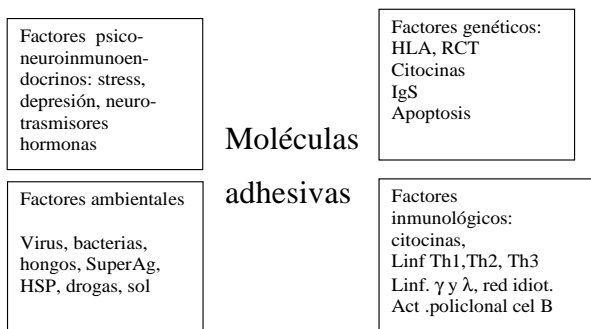 Factores psico-
neuroinmunoen-
docrinos: stress,
depresión, neuro-
trasmisores
hormonas
Factores genéticos:
HLA, RCT
Citocinas
IgS
Apoptosis
Moléculas
adhesivas
Factores ambientales
Virus, bacterias,
hongos, SuperAg,
HSP, drogas, sol
Factores
inmunológicos:
citocinas,
Linf Th1,Th2, Th3
Linf. γ y λ, red idiot.
Act .policlonal cel B